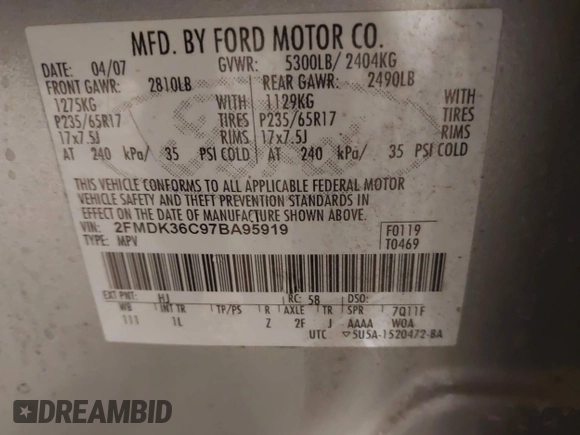 MFD. BY FORD MOTOR CO.
DATE: 04/07 GVWR: 5300LB/ 2404KG
FRONT GAWR: 2810LB REAR GAWR: 2490LB
1275KG WITH 1129KG WITH
P235/65R17 TIRES P235/65R17 TIRES
17x7.5J RIMS 17x7.5J RIMS
AT 240 kPa/ 35 PSI COLD AT 240 kPa/ 35 PSI COLD
THIS VEHICLE CONFORMS TO ALL APPLICABLE FEDERAL MOTOR
VEHICLE SAFETY AND THEFT PREVENTION STANDARDS IN
EFFECT ON THE DATE OF MANUFACTURE SHOWN ABOVE.
VIN: 2FMDK36C97BA95919 F0119
TYPE: MPV T0469
EXT PNT: HJ RC: 58 DSO:
WB INT TR TP/PS R AXLE TR SPR 7Q11F
111 1L Z 2F J AAAA W0A
UTC ▽5U5A-1520472-BA
DREAMBID